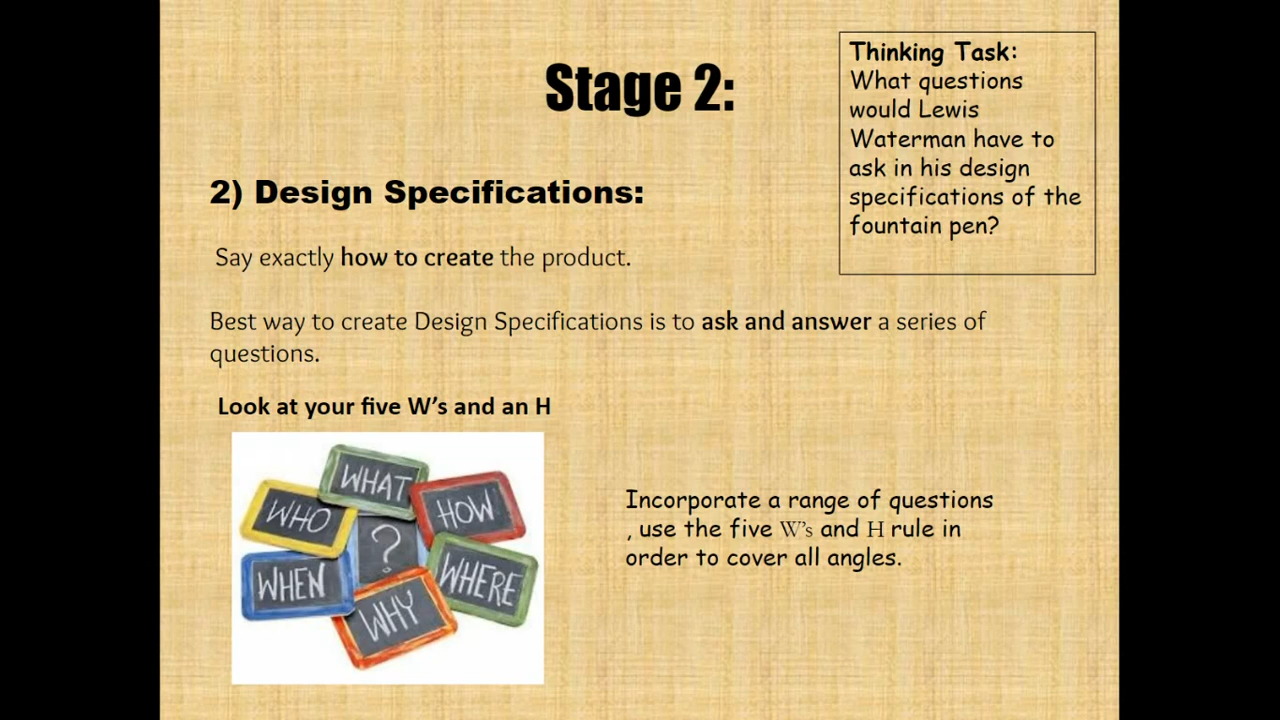 Stage 2:
Thinking Task:
What questions
would Lewis
Waterman have to
ask in his design
specifications of the
fountain pen?
2) Design Specifications:
Say exactly how to create the product.
Best way to create Design Specifications is to ask and answer a series of
questions.
Look at your five W’s and an H
WHAT
WHO
HOW
?
WHEN
WHERE
WHY
Incorporate a range of questions
, use the five W’s and H rule in
order to cover all angles.